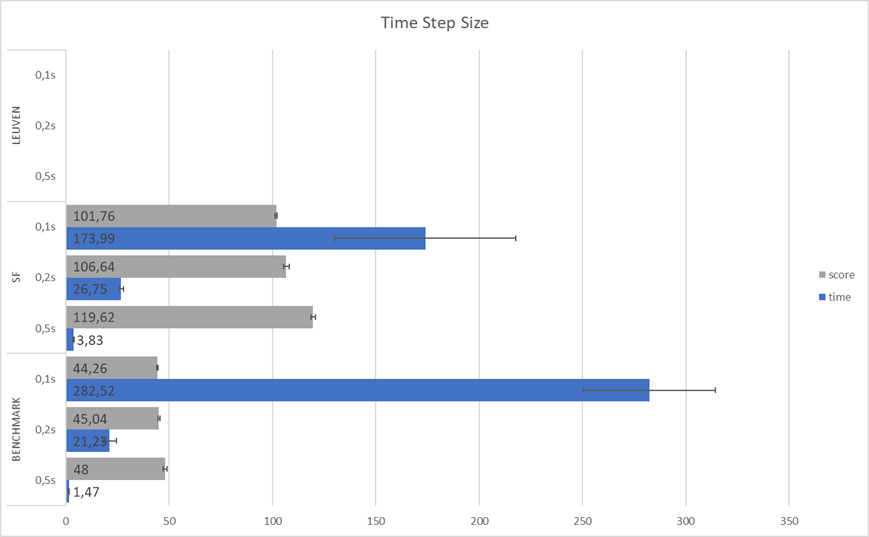 Time Step Size
LEUVEN
0,1s
0,2s
0,5s
SF
0,1s
101,76
173,99
0,2s
106,64
26,75
0,5s
119,62
3,83
BENCHMARK
0,1s
44,26
282,52
0,2s
45,04
21,23
0,5s
48
1,47
score
time
0 50 100 150 200 250 300 350